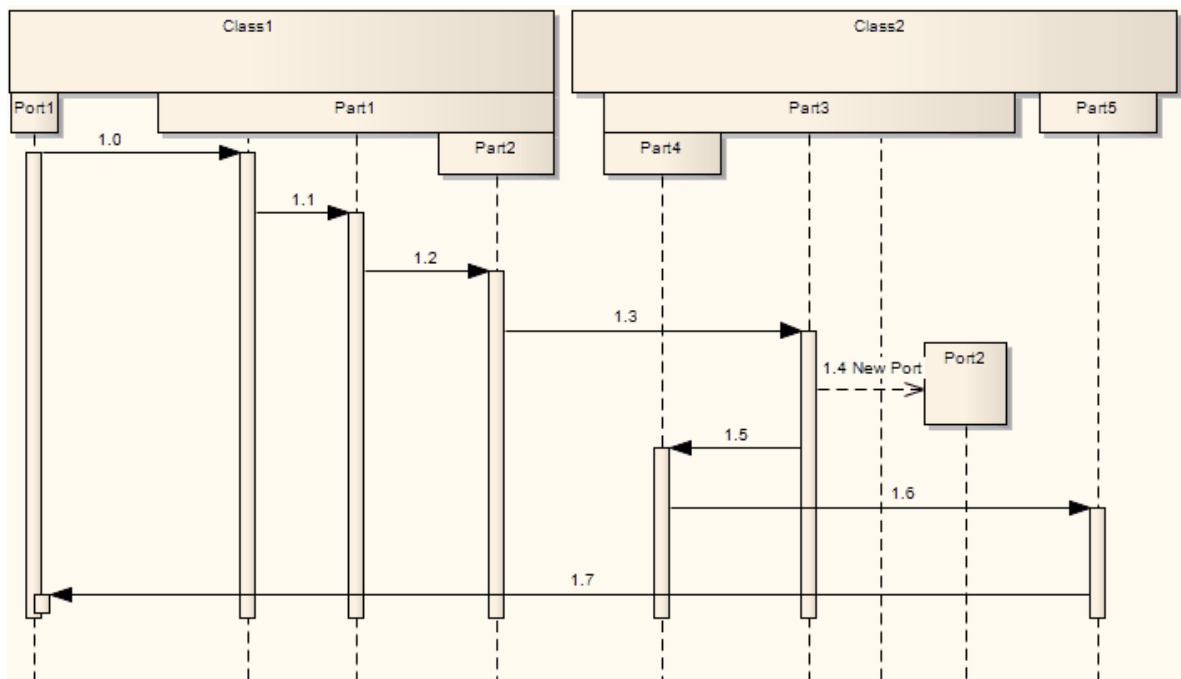 Class1
Class2
Port1
Part1
Part3
Part5
Part2
Part4
1.0
1.1
1.2
1.3
1.4 New Port
Port2
1.5
1.6
1.7